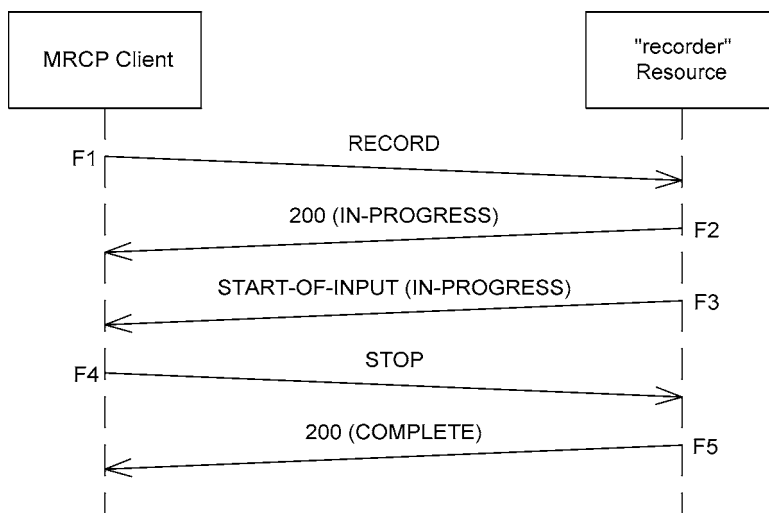 MRCP Client
"recorder"
Resource
RECORD
F1
200 (IN-PROGRESS)
F2
START-OF-INPUT (IN-PROGRESS)
F3
STOP
F4
200 (COMPLETE)
F5